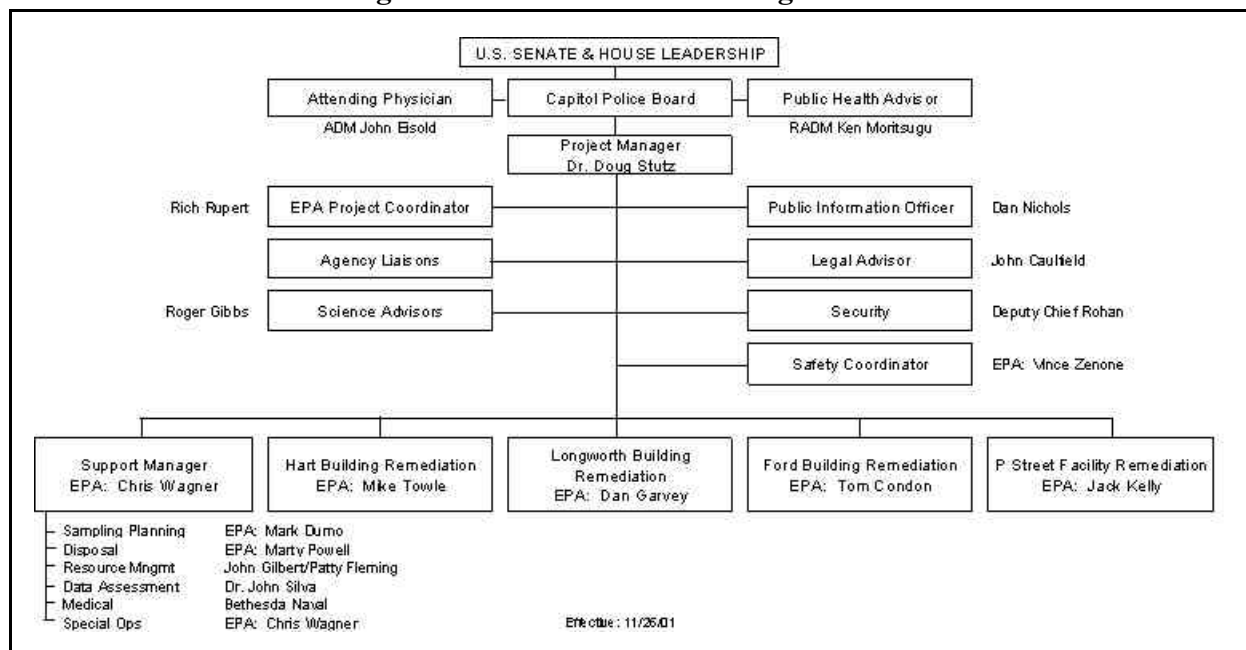 U.S. SENATE & HOUSE LEADERSHIP
Attending Physician
Capitol Police Board
Public Health Advisor
ADM John Eisold
RADM Ken Moritsugu
Project Manager
Dr. Doug Stutz
Rich Rupert
EPA Project Coordinator
Public Information Officer
Dan Nichols
Agency Liaisons
Legal Advisor
John Caulfield
Roger Gibbs
Science Advisors
Security
Deputy Chief Rohan
Safety Coordinator
EPA: Vince Zenone
Support Manager
EPA: Chris Wagner
Hart Building Remediation
EPA: Mike Towle
Longworth Building
Remediation
EPA: Dan Garvey
Ford Building Remediation
EPA: Tom Condon
P Street Facility Remediation
EPA: Jack Kelly
Sampling Planning EPA: Mark Durno
Disposal EPA: Marty Powell
Resource Mngmt John Gilbert/Patty Fleming
Data Assessment Dr. John Silva
Medical Bethesda Naval
Special Ops EPA: Chris Wagner
Effective: 11/26/01